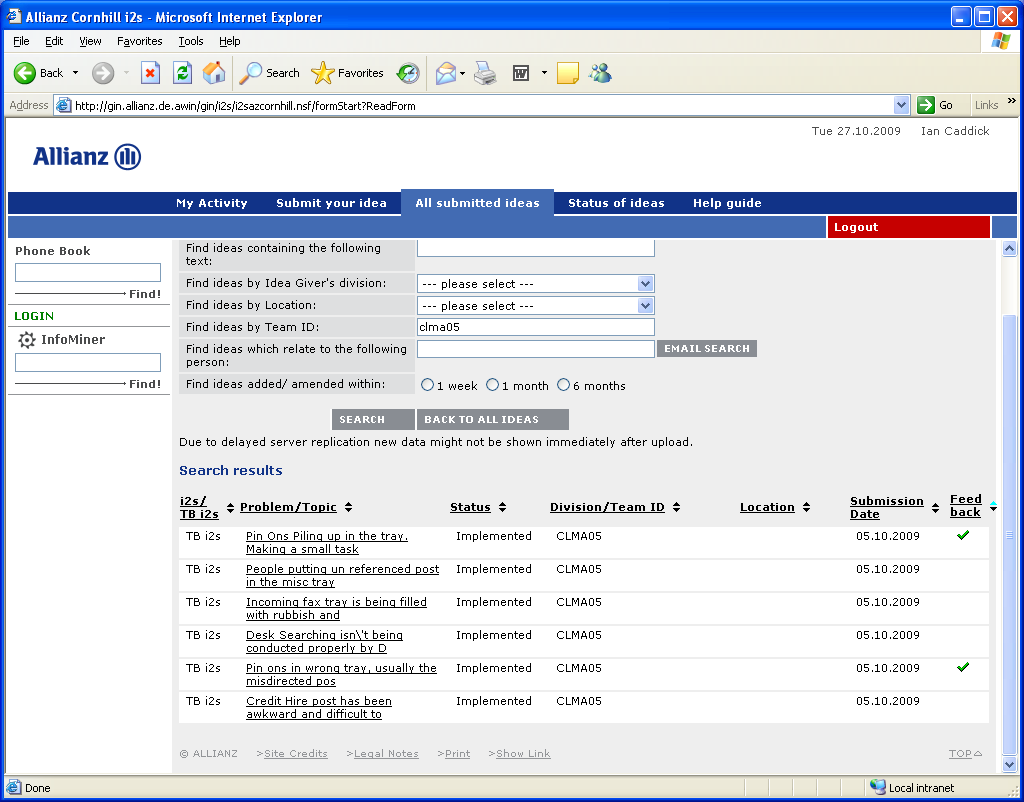 Allianz Cornhill i2s - Microsoft Internet Explorer
File Edit View Favorites Tools Help
Back Search Favorites
Address http://gin.allianz.de.awin/gin/i2s/i2sazcornhill.nsf/formStart?ReadForm Go Links »
Tue 27.10.2009 Ian Caddick
Allianz
My Activity Submit your idea All submitted ideas Status of ideas Help guide
Logout
Phone Book
Find!
LOGIN
InfoMiner
Find!
Find ideas containing the following
text:
Find ideas by Idea Giver's division: --- please select ---
Find ideas by Location: --- please select ---
Find ideas by Team ID: clma05
Find ideas which relate to the following
person:
EMAIL SEARCH
Find ideas added/ amended within: 1 week 1 month 6 months
SEARCH BACK TO ALL IDEAS
Due to delayed server replication new data might not be shown immediately after upload.
Search results
i2s/
TB i2s
Problem/Topic Status Division/Team ID Location
Submission
Date
Feed
back
TB i2s Pin Ons Piling up in the tray. Implemented CLMA05 05.10.2009
Making a small task
TB i2s People putting un referenced post Implemented CLMA05 05.10.2009
in the misc tray
TB i2s Incoming fax tray is being filled Implemented CLMA05 05.10.2009
with rubbish and
TB i2s Desk Searching isn\'t being Implemented CLMA05 05.10.2009
conducted properly by D
TB i2s Pin ons in wrong tray, usually the Implemented CLMA05 05.10.2009
misdirected pos
TB i2s Credit Hire post has been Implemented CLMA05 05.10.2009
awkward and difficult to
© ALLIANZ >Site Credits >Legal Notes >Print >Show Link TOP
Done Local intranet